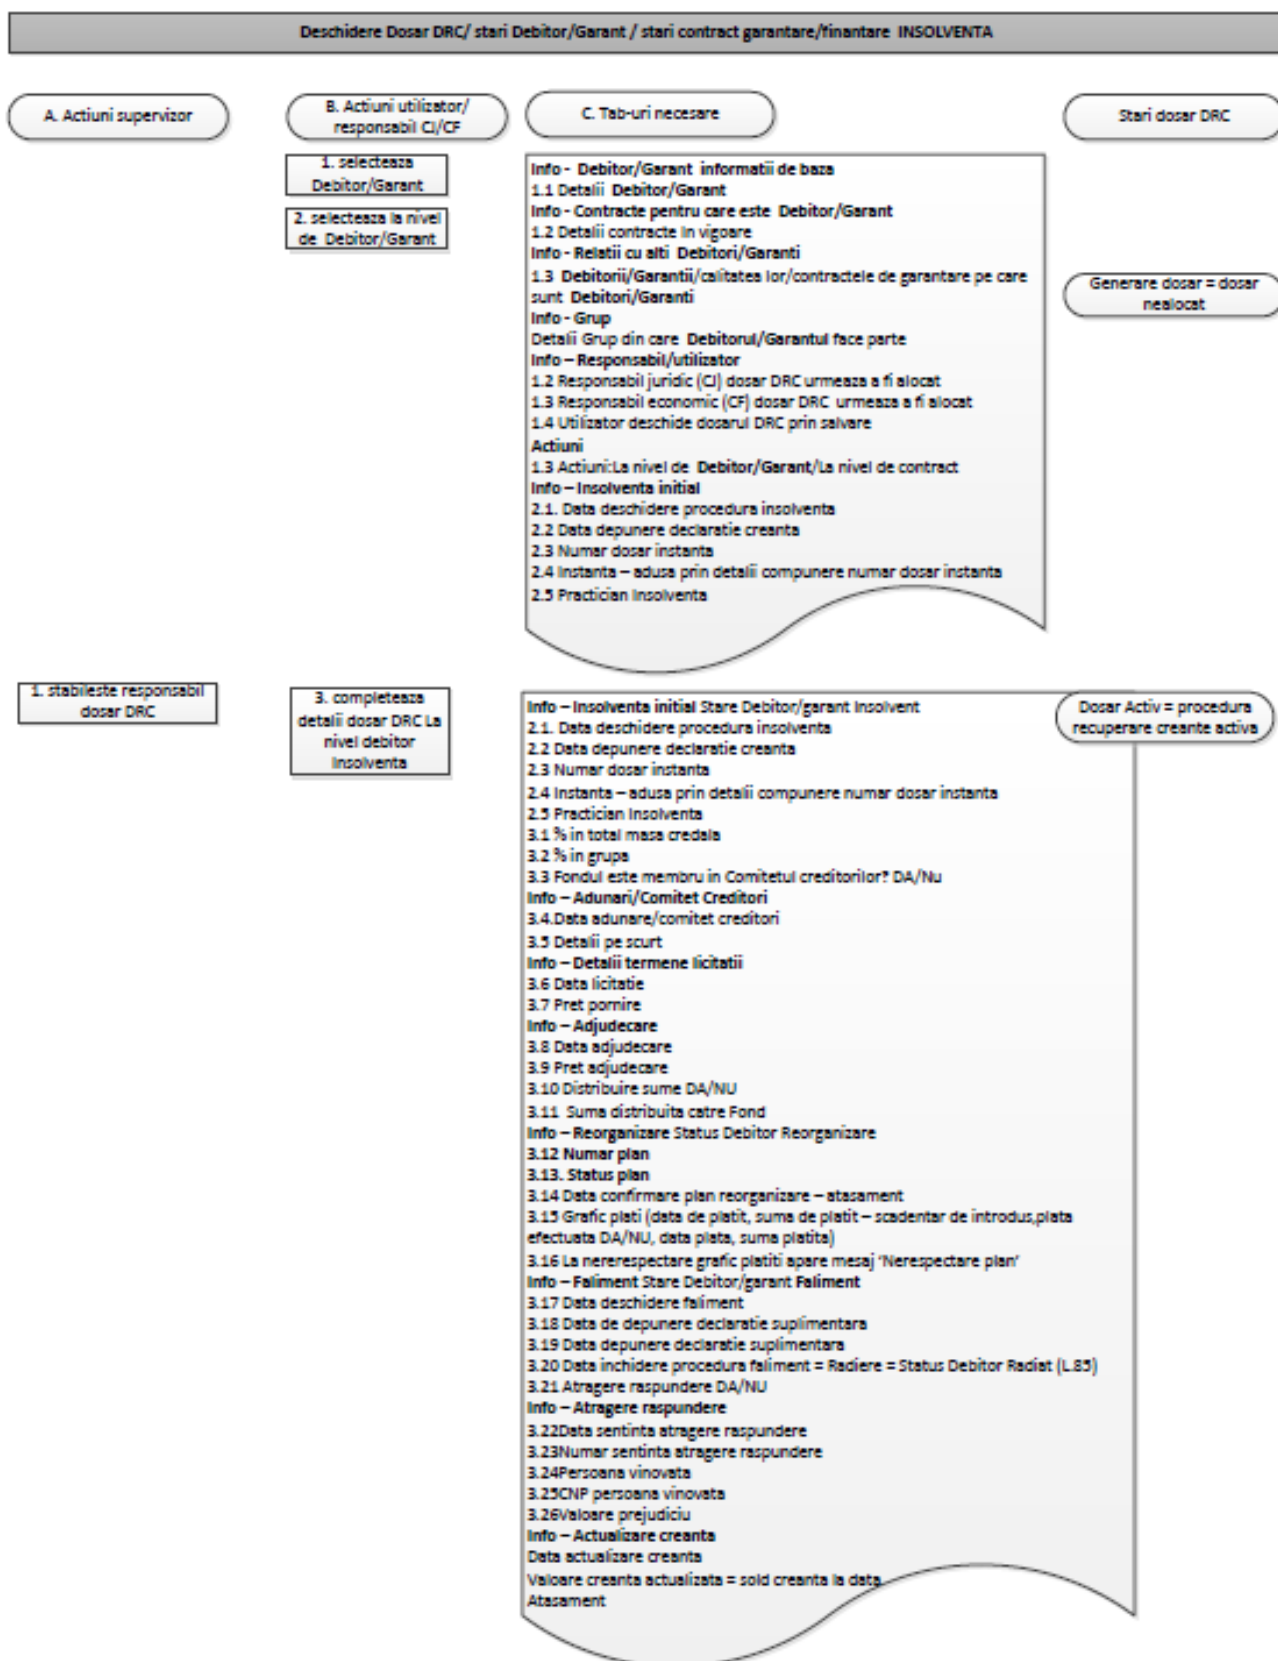 Deschidere Dosar DRC/ stari Debitor/Garant / stari contract garantare/finantare INSOLVENTA
A. Actiuni supervizor
B. Actiuni utilizator/
responsabil CJ/CF
C. Tab-uri necesare
Stari dosar DRC
1. selecteaza
Debitor/Garant
2. selecteaza la nivel
de Debitor/Garant
Info - Debitor/Garant informatii de baza
1.1 Detalii Debitor/Garant
Info - Contracte pentru care este Debitor/Garant
1.2 Detalii contracte in vigoare
Info - Relatii cu alti Debitori/Garanti
1.3 Debitorii/Garantii/calitatea lor/contractele de garantare pe care
sunt Debitori/Garanti
Info - Grup
Detalii Grup din care Debitorul/Garantul face parte
Info – Responsabil/utilizator
1.2 Responsabil juridic (CJ) dosar DRC urmeaza a fi alocat
1.3 Responsabil economic (CF) dosar DRC urmeaza a fi alocat
1.4 Utilizator deschide dosarul DRC prin salvare
Actiuni
1.3 Actiuni:La nivel de Debitor/Garant/La nivel de contract
Info – Insolventa initial
2.1. Data deschidere procedura insolventa
2.2 Data depunere declaratie creanta
2.3 Numar dosar instanta
2.4 Instanta – adusa prin detalii compunere numar dosar instanta
2.5 Practician Insolventa
Generare dosar = dosar
nealocat
1. stabileste responsabil
dosar DRC
3. completeaza
detalii dosar DRC La
nivel debitor
Insolventa
Info – Insolventa initial Stare Debitor/garant Insolvent
2.1. Data deschidere procedura insolventa
2.2 Data depunere declaratie creanta
2.3 Numar dosar instanta
2.4 Instanta – adusa prin detalii compunere numar dosar instanta
2.5 Practician Insolventa
3.1 % in total masa credala
3.2 % in grupa
3.3 Fondul este membru in Comitetul creditorilor? DA/Nu
Info – Adunari/Comitet Creditori
3.4.Data adunare/comitet creditori
3.5 Detalii pe scurt
Info – Detalii termene licitatii
3.6 Data licitatie
3.7 Pret pornire
Info – Adjudecare
3.8 Data adjudecare
3.9 Pret adjudecare
3.10 Distribuire sume DA/NU
3.11 Suma distribuita catre Fond
Info – Reorganizare Status Debitor Reorganizare
3.12 Numar plan
3.13. Status plan
3.14 Data confirmare plan reorganizare – atasament
3.15 Grafic plati (data de platit, suma de platit – scadentar de introdus,plata
efectuata DA/NU, data plata, suma platita)
3.16 La nererespectare grafic platiti apare mesaj ‘Nerespectare plan’
Info – Faliment Stare Debitor/garant Faliment
3.17 Data deschidere faliment
3.18 Data de depunere declaratie suplimentara
3.19 Data depunere declaratie suplimentara
3.20 Data inchidere procedura faliment = Radiere = Status Debitor Radiat (L.85)
3.21 Atragere raspundere DA/NU
Info – Atragere raspundere
3.22Data sentinta atragere raspundere
3.23Numar sentinta atragere raspundere
3.24Persoana vinovata
3.25CNP persoana vinovata
3.26Valoare prejudiciu
Info – Actualizare creanta
Data actualizare creanta
Valoare creanta actualizata = sold creanta la data
Atasament
Dosar Activ = procedura
recuperare creante activa